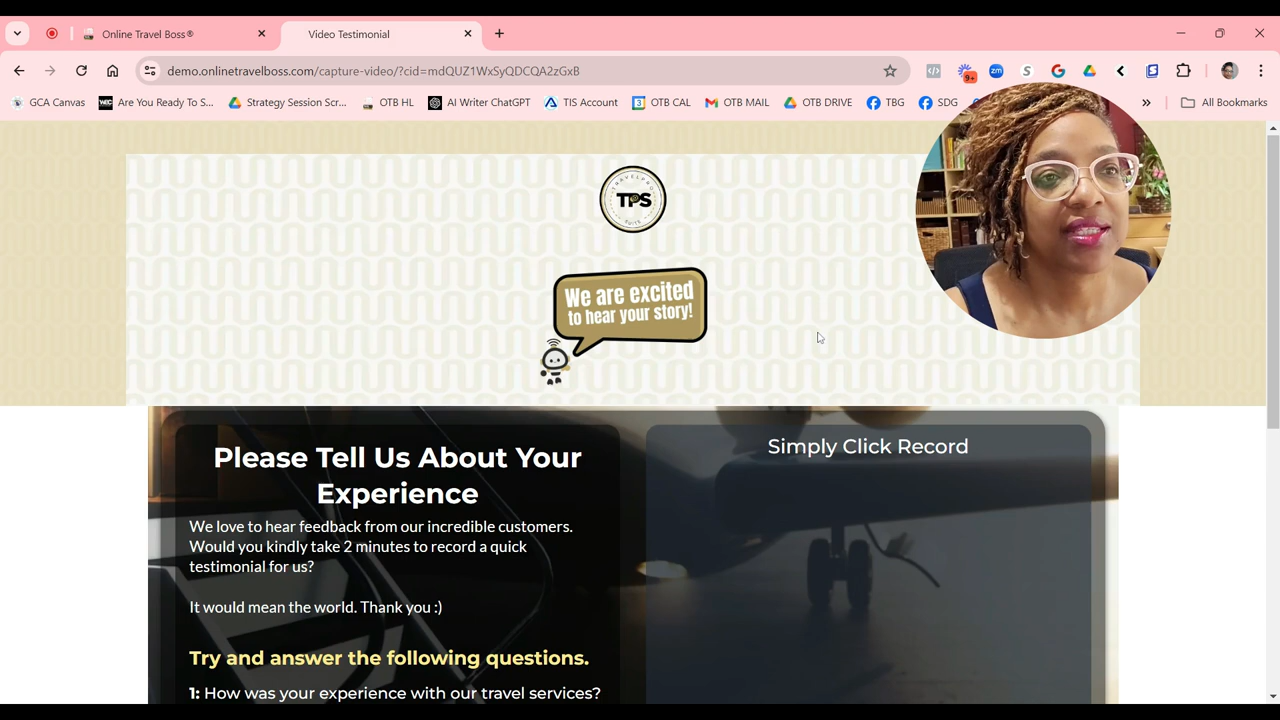 Online Travel Boss®
Video Testimonial
demo.onlinetravelboss.com/capture-video/?cid=mdQUZ1WxSyQDCQA2zGxB
9+
zm
GCA Canvas
Are You Ready To S...
Strategy Session Scr...
OTB HL
AI Writer ChatGPT
TIS Account
OTB CAL
OTB MAIL
OTB DRIVE
TBG
SDG
All Bookmarks
TRAVELPRO
TPS
SUITE
We are excited
to hear your story!
Please Tell Us About Your
Experience
We love to hear feedback from our incredible customers.
Would you kindly take 2 minutes to record a quick
testimonial for us?
It would mean the world. Thank you :)
Try and answer the following questions.
1: How was your experience with our travel services?
Simply Click Record